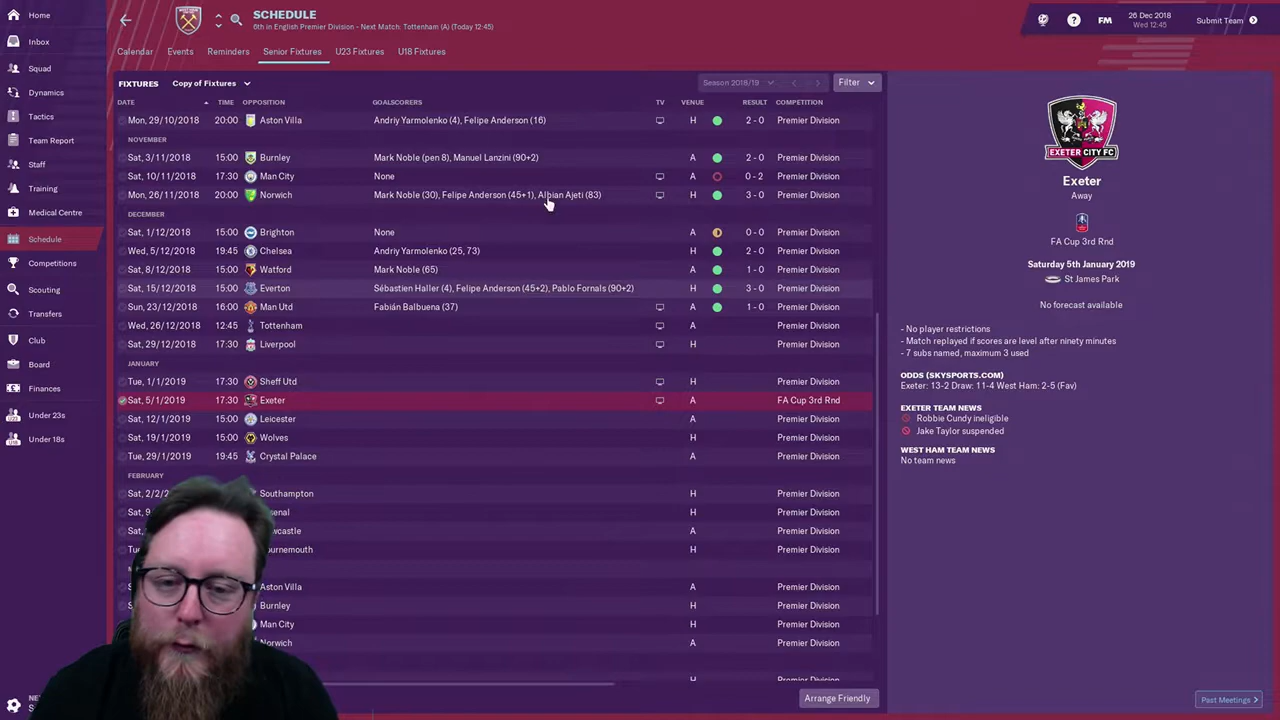 SCHEDULE
6th in English Premier Division - Next Match: Tottenham (A) (Today 12:45)
FM
26 Dec 2018
Wed 12:45
Submit Team
Home
Inbox
Squad
Dynamics
Tactics
Team Report
Staff
Training
Medical Centre
Schedule
Competitions
Scouting
Transfers
Club
Board
Finances
Under 23s
Under 18s
Calendar Events Reminders Senior Fixtures U23 Fixtures U18 Fixtures
FIXTURES Copy of Fixtures Season 2018/19 Filter
DATE TIME OPPOSITION GOALSCORERS TV VENUE RESULT COMPETITION
Mon, 29/10/2018 20:00 Aston Villa Andriy Yarmolenko (4), Felipe Anderson (16) H 2 - 0 Premier Division
NOVEMBER
Sat, 3/11/2018 15:00 Burnley Mark Noble (pen 8), Manuel Lanzini (90+2) A 2 - 0 Premier Division
Sat, 10/11/2018 17:30 Man City None A 0 - 2 Premier Division
Mon, 26/11/2018 20:00 Norwich Mark Noble (30), Felipe Anderson (45+1), Albian Ajeti (83) H 3 - 0 Premier Division
DECEMBER
Sat, 1/12/2018 15:00 Brighton None A 0 - 0 Premier Division
Wed, 5/12/2018 19:45 Chelsea Andriy Yarmolenko (25, 73) H 2 - 0 Premier Division
Sat, 8/12/2018 15:00 Watford Mark Noble (65) A 1 - 0 Premier Division
Sat, 15/12/2018 15:00 Everton Sébastien Haller (4), Felipe Anderson (45+2), Pablo Fornals (90+2) H 3 - 0 Premier Division
Sun, 23/12/2018 16:00 Man Utd Fabián Balbuena (37) A 1 - 0 Premier Division
Wed, 26/12/2018 12:45 Tottenham A Premier Division
Sat, 29/12/2018 17:30 Liverpool H Premier Division
JANUARY
Tue, 1/1/2019 17:30 Sheff Utd H Premier Division
Sat, 5/1/2019 17:30 Exeter A FA Cup 3rd Rnd
Sat, 12/1/2019 15:00 Leicester A Premier Division
Sat, 19/1/2019 15:00 Wolves H Premier Division
Tue, 29/1/2019 19:45 Crystal Palace A Premier Division
FEBRUARY
Sat, 2/2/2 Southampton H Premier Division
Sat, 9 senal H Premier Division
Sat, wcastle A Premier Division
Tue urnemouth H Premier Division
M
S Aston Villa A Premier Division
S Burnley H Premier Division
Man City H Premier Division
Norwich A Premier Division
H Premier Division
Arrange Friendly
EXETER CITY FC
Exeter
Away
FA Cup 3rd Rnd
Saturday 5th January 2019
St James Park
No forecast available
- No player restrictions
- Match replayed if scores are level after ninety minutes
- 7 subs named, maximum 3 used
ODDS (SKYSPORTS.COM)
Exeter: 13-2 Draw: 11-4 West Ham: 2-5 (Fav)
EXETER TEAM NEWS
Robbie Cundy ineligible
Jake Taylor suspended
WEST HAM TEAM NEWS
No team news
Past Meetings
NE
S